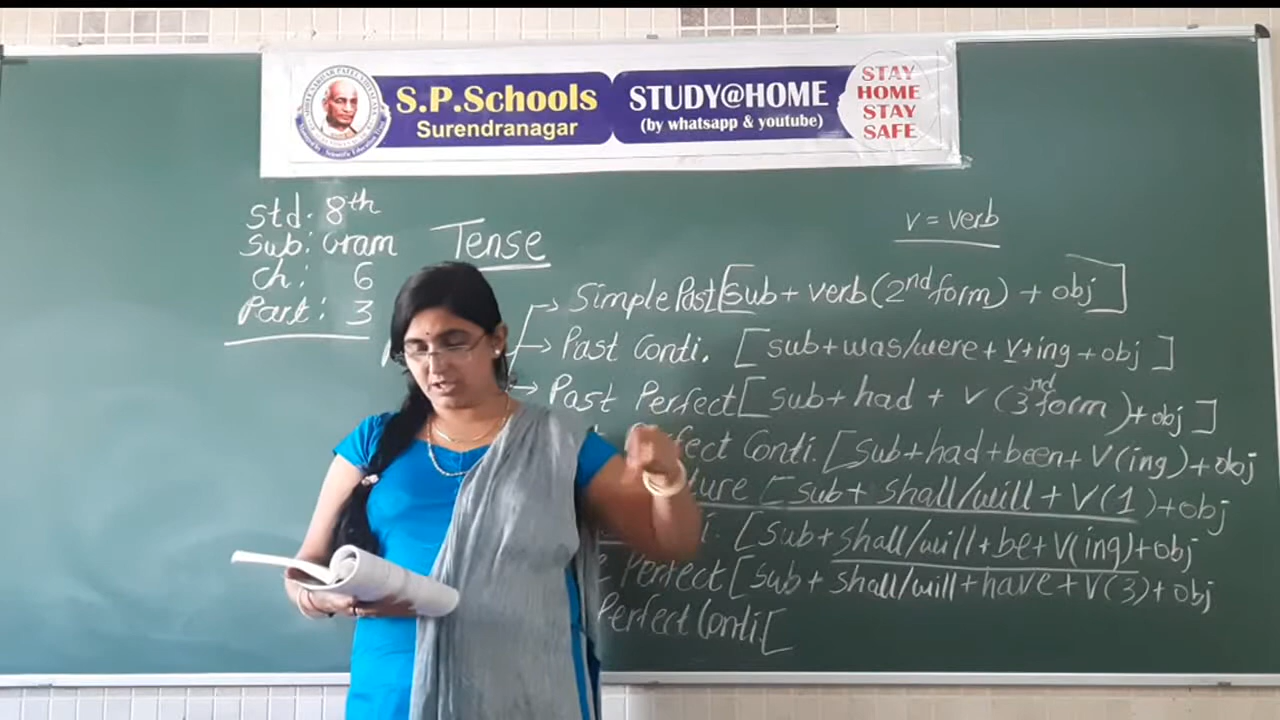 S.P.Schools
Surendranagar
STUDY@HOME
(by whatsapp & youtube)
STAY
HOME
STAY
SAFE
Std. 8th
Sub: Gram
Ch: 6
Part: 3
Tense
V = Verb
Simple Past [sub + verb (2nd form) + obj]
Past Conti. [sub+was/were + v+ing + obj]
Past Perfect [sub + had + V (3rd form) + obj]
Perfect Conti. [sub+had+been+ V(ing) + obj
ture [sub + shall/will + V(1) + obj
[sub + shall/will + be + V(ing) + obj
Perfect [sub + shall/will + have + V(3) + obj
Perfect Conti. [